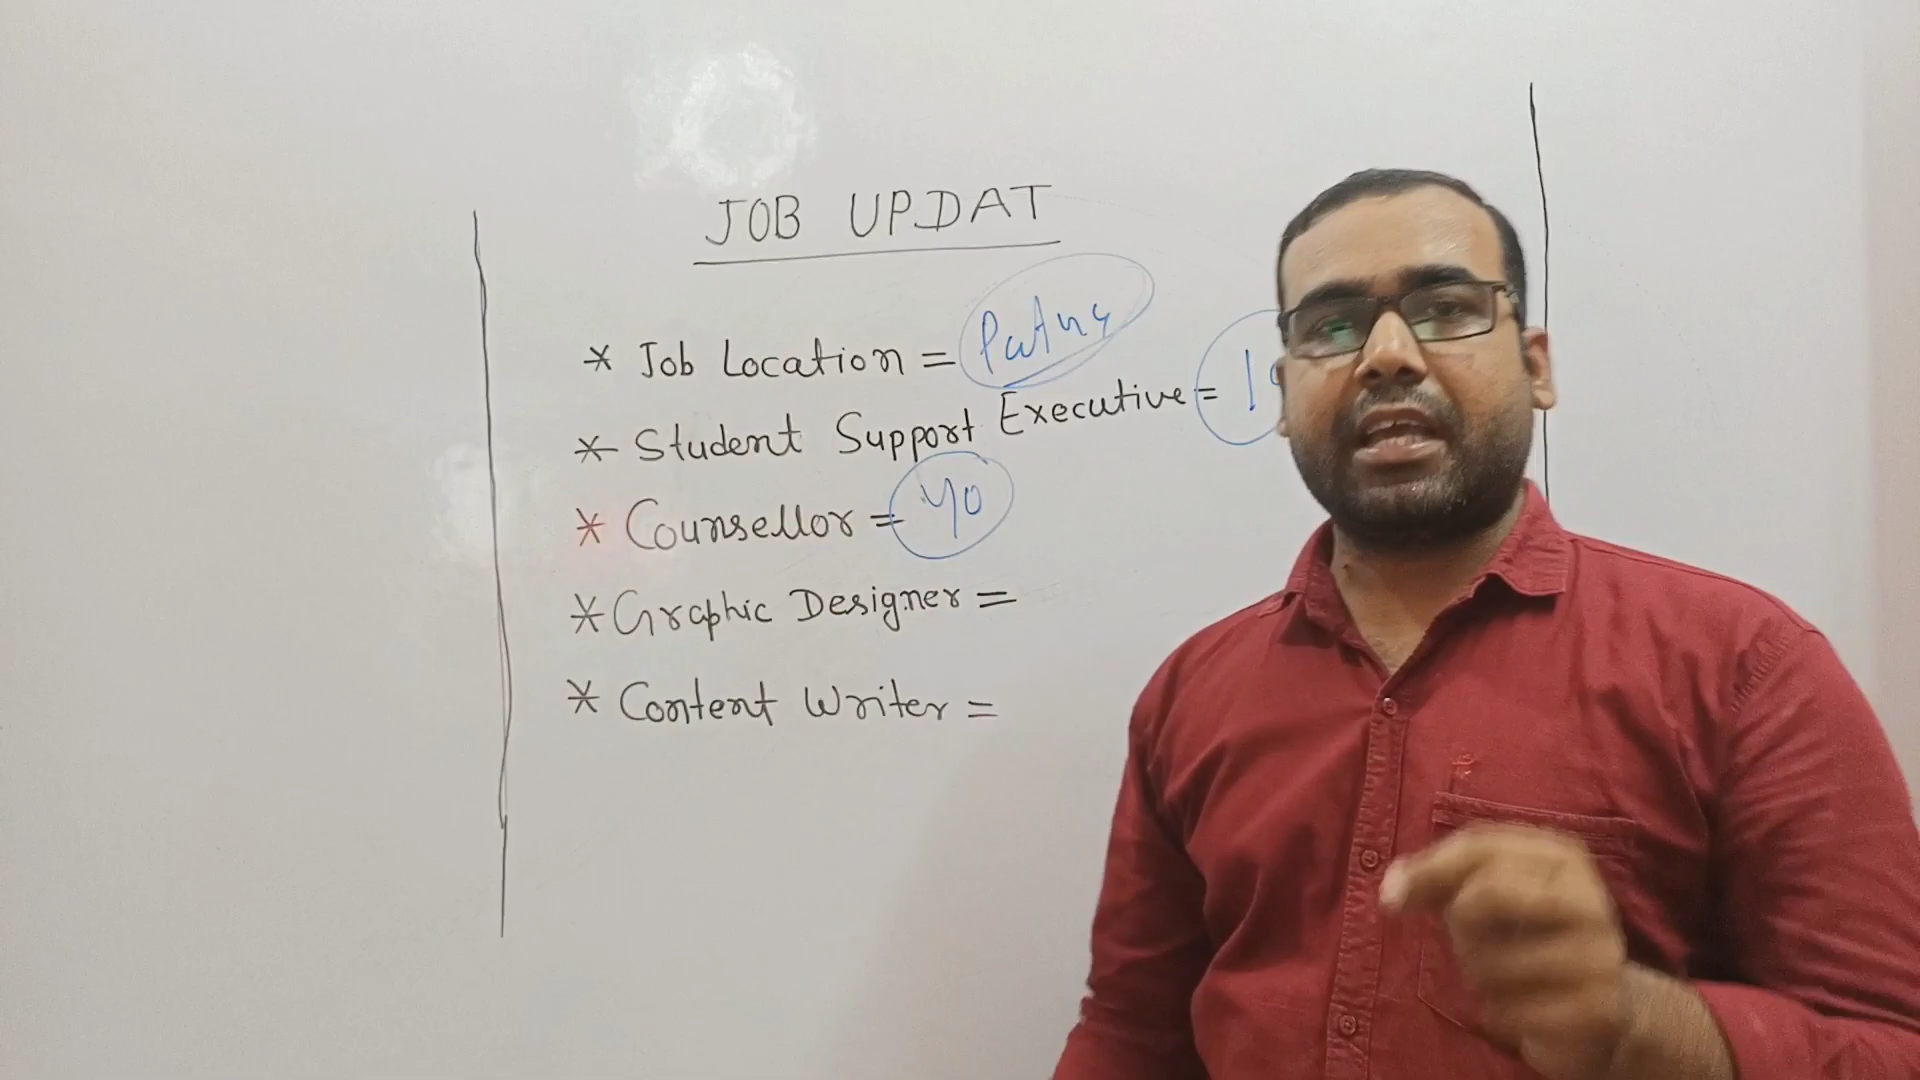 JOB UPDAT
* Job Location = Patna
* Student Support Executive =
* Counsellor = 40
* Graphic Designer =
* Content Writer =